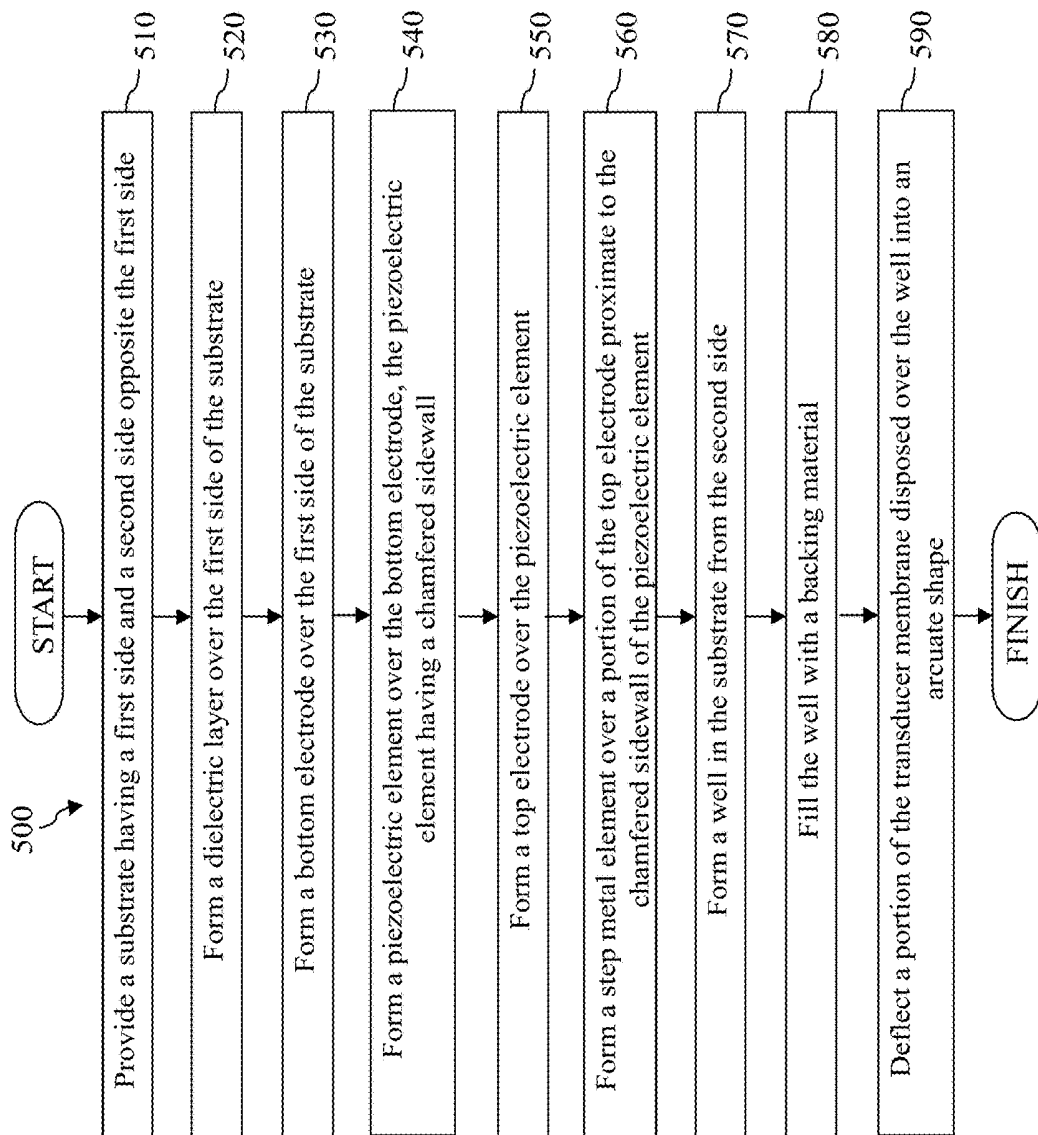 500
START
Provide a substrate having a first side and a second side opposite the first side
510
Form a dielectric layer over the first side of the substrate
520
Form a bottom electrode over the first side of the substrate
530
Form a piezoelectric element over the bottom electrode, the piezoelectric
element having a chamfered sidewall
540
Form a top electrode over the piezoelectric element
550
Form a step metal element over a portion of the top electrode proximate to the
chamfered sidewall of the piezoelectric element
560
Form a well in the substrate from the second side
570
Fill the well with a backing material
580
Deflect a portion of the transducer membrane disposed over the well into an
arcuate shape
590
FINISH